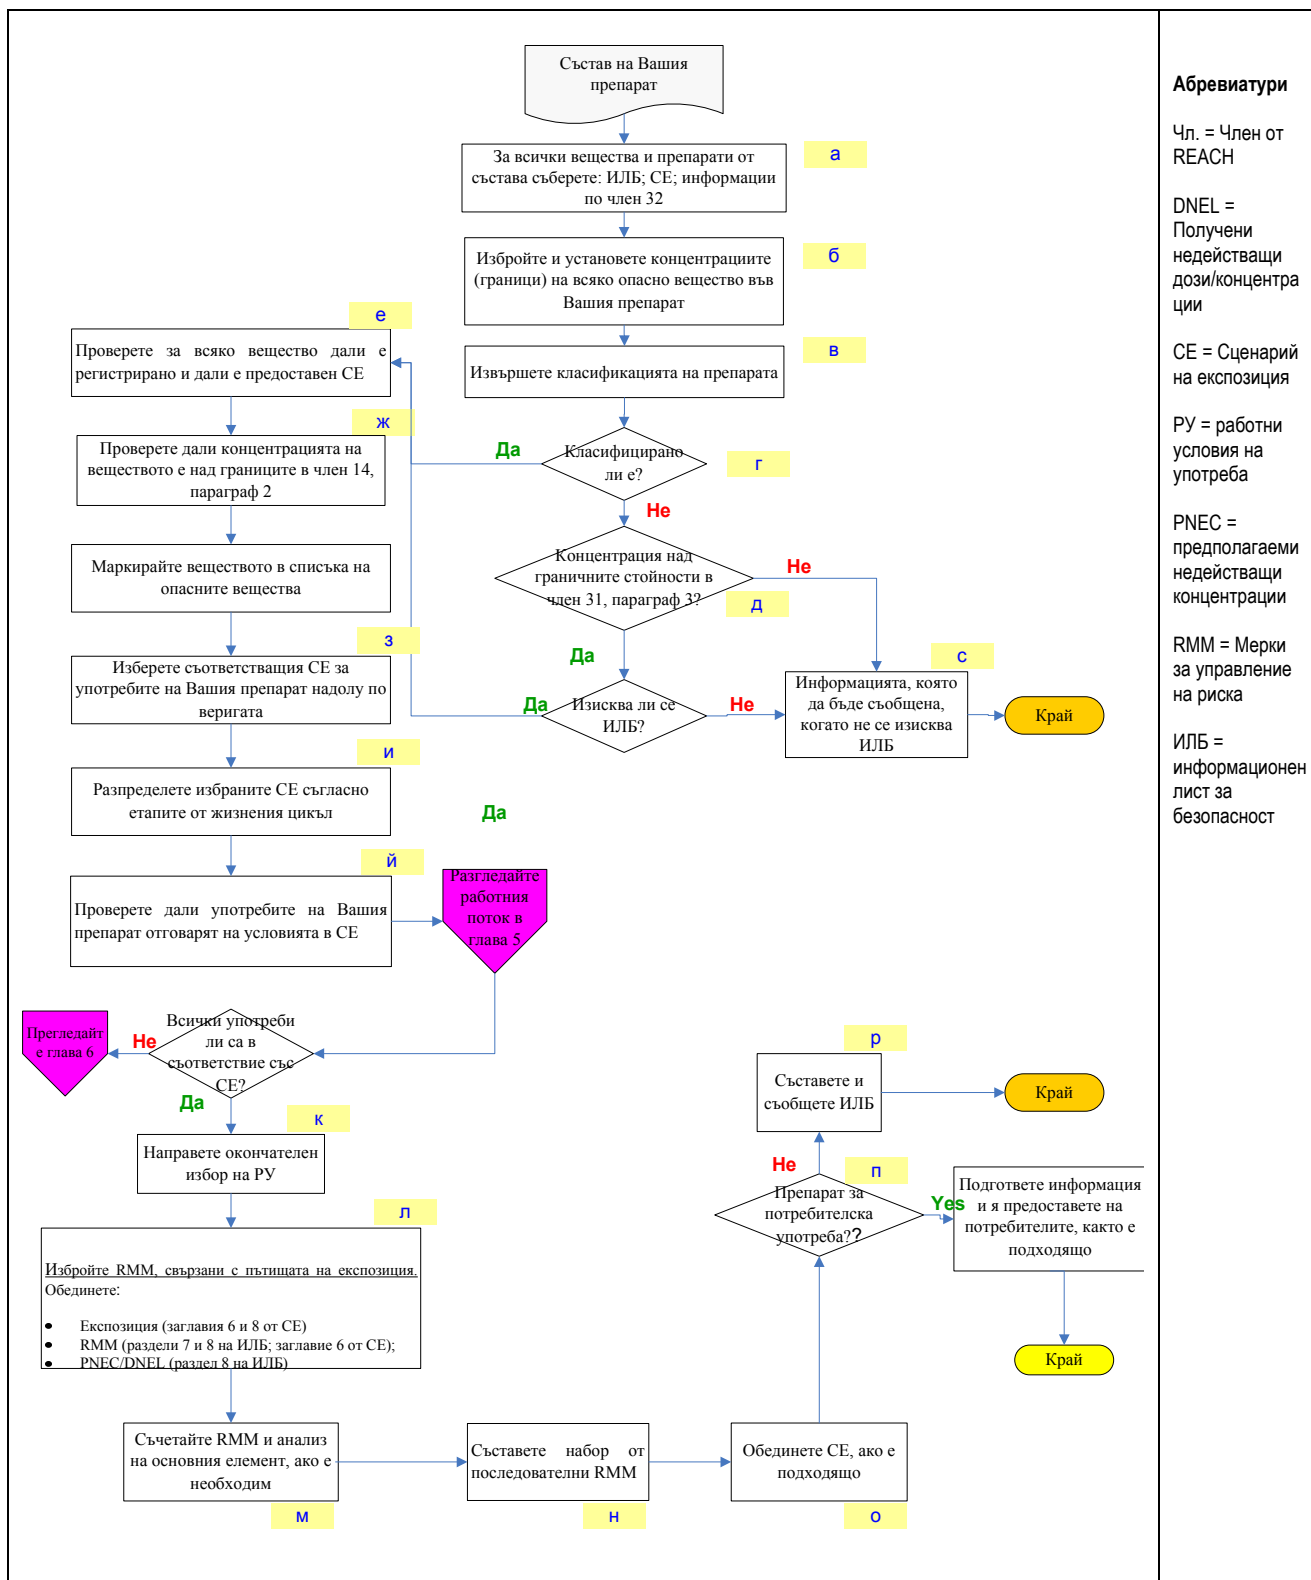 Състав на Вашия
препарат
а
За всички вещества и препарати от
състава съберете: ИЛБ; СЕ; информации
по член 32
б
Избройте и установете концентрациите
(граници) на всяко опасно вещество във
Вашия препарат
в
Извършете класификацията на препарата
г
Класифицирано
ли е?
Да
Не
Концентрация над
граничните стойности в
член 31, параграф 3?
д
Не
Да
Изисква ли се
ИЛБ?
Да
Не
с
Информацията, която
да бъде съобщена,
когато не се изисква
ИЛБ
Край
е
Проверете за всяко вещество дали е
регистрирано и дали е предоставен СЕ
ж
Проверете дали концентрацията на
веществото е над границите в член 14,
параграф 2
Маркирайте веществото в списъка на
опасните вещества
з
Изберете съответстващия СЕ за
употребите на Вашия препарат надолу по
веригата
и
Разпределете избраните СЕ съгласно
етапите от жизнения цикъл
й
Проверете дали употребите на Вашия
препарат отговарят на условията в СЕ
Да
Разгледайте
работния
поток в
глава 5
Всички употреби
ли са в
съответствие със
СЕ?
Не
Прегледайт
е глава 6
Да
к
Направете окончателен
избор на РУ
л
Избройте RMM, свързани с пътищата на експозиция.
Обединете:
• Експозиция (заглавия 6 и 8 от СЕ)
• RMM (раздели 7 и 8 на ИЛБ; заглавие 6 от СЕ);
• PNEC/DNEL (раздел 8 на ИЛБ)
Съчетайте RMM и анализ
на основния елемент, ако е
необходим
м
Съставете набор от
последователни RMM
н
Обединете СЕ, ако е
подходящо
о
Препарат за
потребителска
употреба??
п
Не
р
Съставете и
съобщете ИЛБ
Край
Yes
Подгответе информация
и я предоставете на
потребителите, както е
подходящо
Край
Абревиатури
Чл. = Член от
REACH
DNEL =
Получени
недействащи
дози/концентра
ции
СЕ = Сценарий
на експозиция
РУ = работни
условия на
употреба
PNEC =
предполагаеми
недействащи
концентрации
RMM = Мерки
за управление
на риска
ИЛБ =
информационен
лист за
безопасност